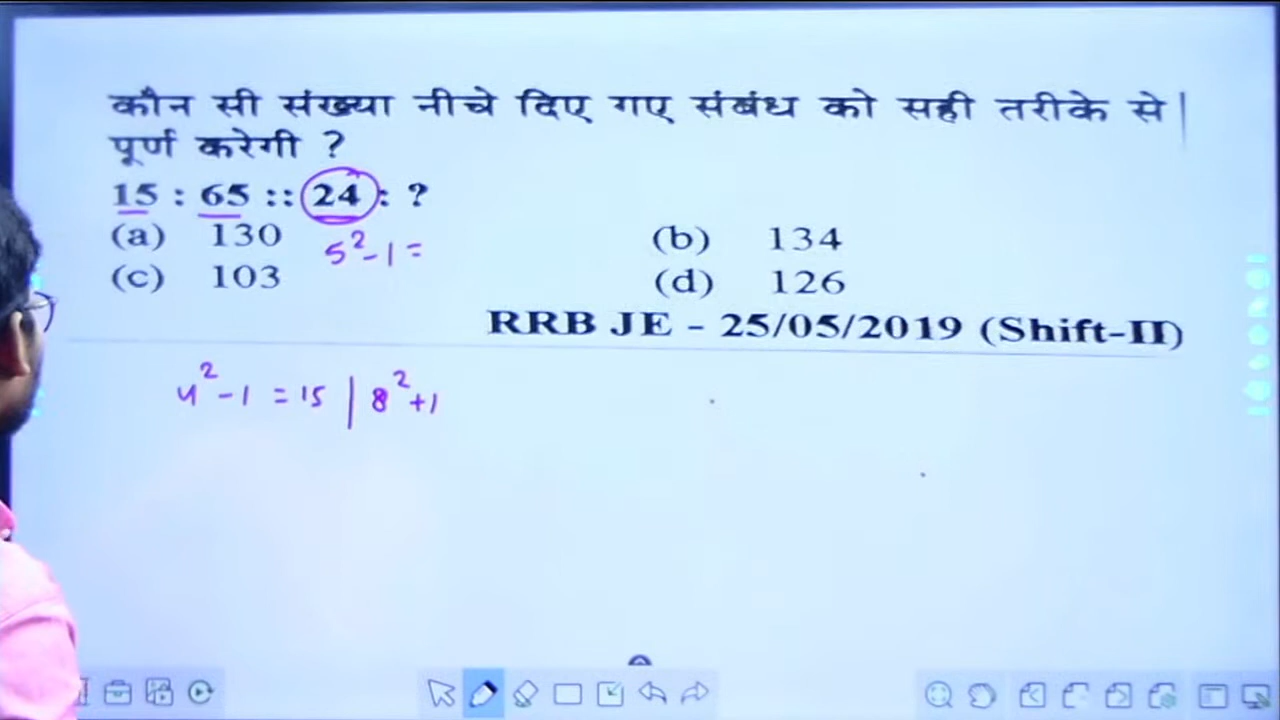 कौन सी संख्या नीचे दिए गए संबंध को सही तरीके से
पूर्ण करेगी ?
15 : 65 :: 24 : ?
(a) 130 (b) 134
5² - 1 =
(c) 103 (d) 126
RRB JE - 25/05/2019 (Shift-II)
4² - 1 = 15 | 8² + 1